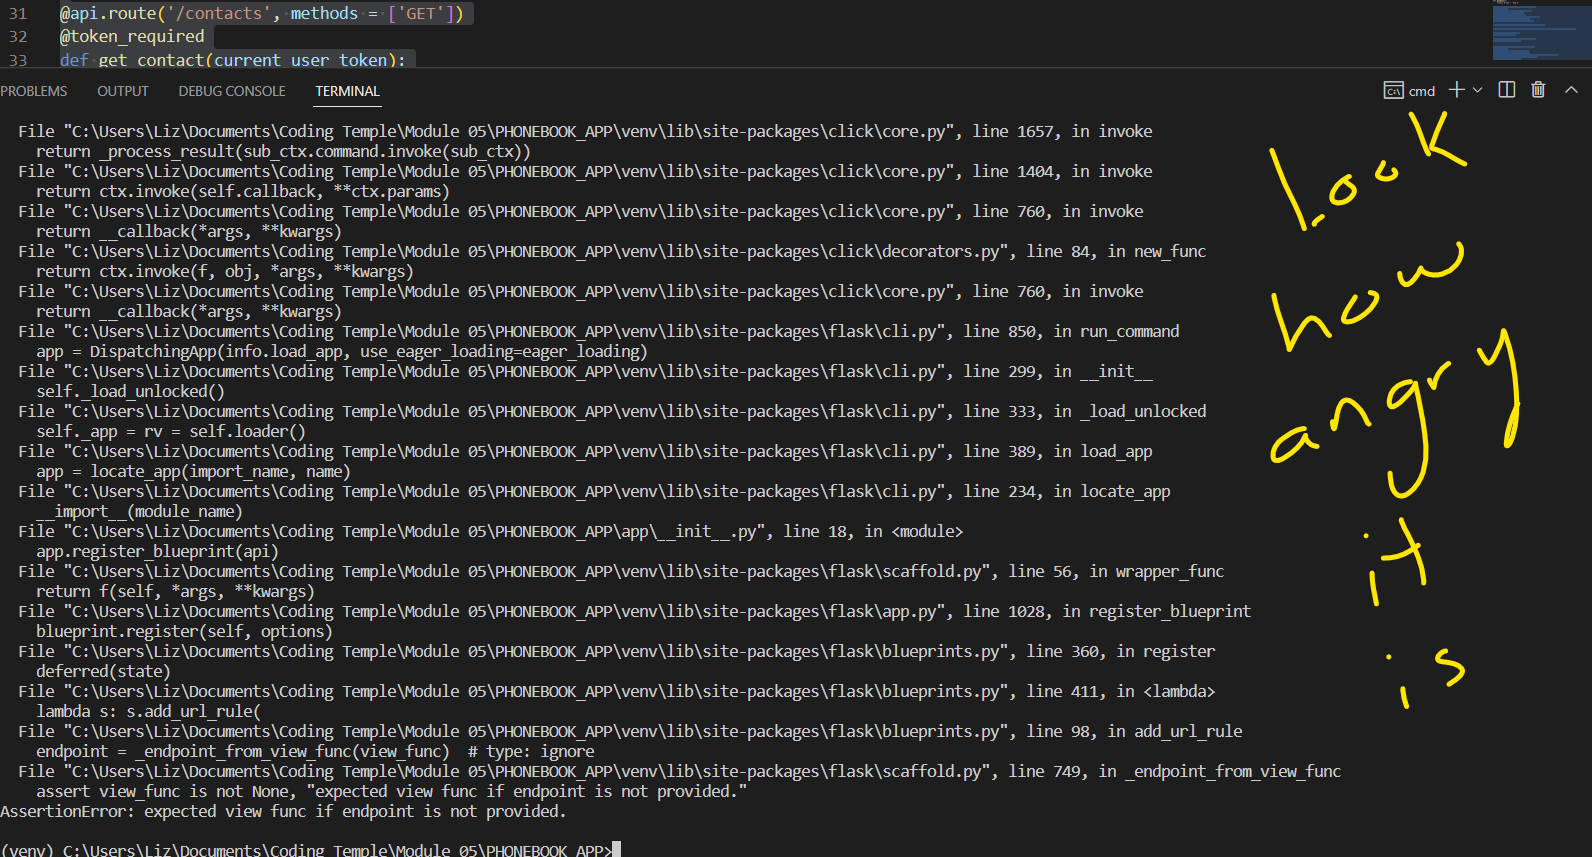 31 @api.route('/contacts', methods = ['GET'])
32 @token_required
33 def get_contact(current_user_token):
PROBLEMS OUTPUT DEBUG CONSOLE TERMINAL cmd
File "C:\Users\Liz\Documents\Coding Temple\Module 05\PHONEBOOK_APP\venv\lib\site-packages\click\core.py", line 1657, in invoke
return _process_result(sub_ctx.command.invoke(sub_ctx))
File "C:\Users\Liz\Documents\Coding Temple\Module 05\PHONEBOOK_APP\venv\lib\site-packages\click\core.py", line 1404, in invoke
return ctx.invoke(self.callback, **ctx.params)
File "C:\Users\Liz\Documents\Coding Temple\Module 05\PHONEBOOK_APP\venv\lib\site-packages\click\core.py", line 760, in invoke
return __callback(*args, **kwargs)
File "C:\Users\Liz\Documents\Coding Temple\Module 05\PHONEBOOK_APP\venv\lib\site-packages\click\decorators.py", line 84, in new_func
return ctx.invoke(f, obj, *args, **kwargs)
File "C:\Users\Liz\Documents\Coding Temple\Module 05\PHONEBOOK_APP\venv\lib\site-packages\click\core.py", line 760, in invoke
return __callback(*args, **kwargs)
File "C:\Users\Liz\Documents\Coding Temple\Module 05\PHONEBOOK_APP\venv\lib\site-packages\flask\cli.py", line 850, in run_command
app = DispatchingApp(info.load_app, use_eager_loading=eager_loading)
File "C:\Users\Liz\Documents\Coding Temple\Module 05\PHONEBOOK_APP\venv\lib\site-packages\flask\cli.py", line 299, in __init__
self._load_unlocked()
File "C:\Users\Liz\Documents\Coding Temple\Module 05\PHONEBOOK_APP\venv\lib\site-packages\flask\cli.py", line 333, in _load_unlocked
self._app = rv = self.loader()
File "C:\Users\Liz\Documents\Coding Temple\Module 05\PHONEBOOK_APP\venv\lib\site-packages\flask\cli.py", line 389, in load_app
app = locate_app(import_name, name)
File "C:\Users\Liz\Documents\Coding Temple\Module 05\PHONEBOOK_APP\venv\lib\site-packages\flask\cli.py", line 234, in locate_app
__import__(module_name)
File "C:\Users\Liz\Documents\Coding Temple\Module 05\PHONEBOOK_APP\app\__init__.py", line 18, in <module>
app.register_blueprint(api)
File "C:\Users\Liz\Documents\Coding Temple\Module 05\PHONEBOOK_APP\venv\lib\site-packages\flask\scaffold.py", line 56, in wrapper_func
return f(self, *args, **kwargs)
File "C:\Users\Liz\Documents\Coding Temple\Module 05\PHONEBOOK_APP\venv\lib\site-packages\flask\app.py", line 1028, in register_blueprint
blueprint.register(self, options)
File "C:\Users\Liz\Documents\Coding Temple\Module 05\PHONEBOOK_APP\venv\lib\site-packages\flask\blueprints.py", line 360, in register
deferred(state)
File "C:\Users\Liz\Documents\Coding Temple\Module 05\PHONEBOOK_APP\venv\lib\site-packages\flask\blueprints.py", line 411, in <lambda>
lambda s: s.add_url_rule(
File "C:\Users\Liz\Documents\Coding Temple\Module 05\PHONEBOOK_APP\venv\lib\site-packages\flask\blueprints.py", line 98, in add_url_rule
endpoint = _endpoint_from_view_func(view_func)  # type: ignore
File "C:\Users\Liz\Documents\Coding Temple\Module 05\PHONEBOOK_APP\venv\lib\site-packages\flask\scaffold.py", line 749, in _endpoint_from_view_func
assert view_func is not None, "expected view func if endpoint is not provided."
AssertionError: expected view func if endpoint is not provided.
(venv) C:\Users\Liz\Documents\Coding Temple\Module 05\PHONEBOOK_APP>
Look
how
angry
it
is